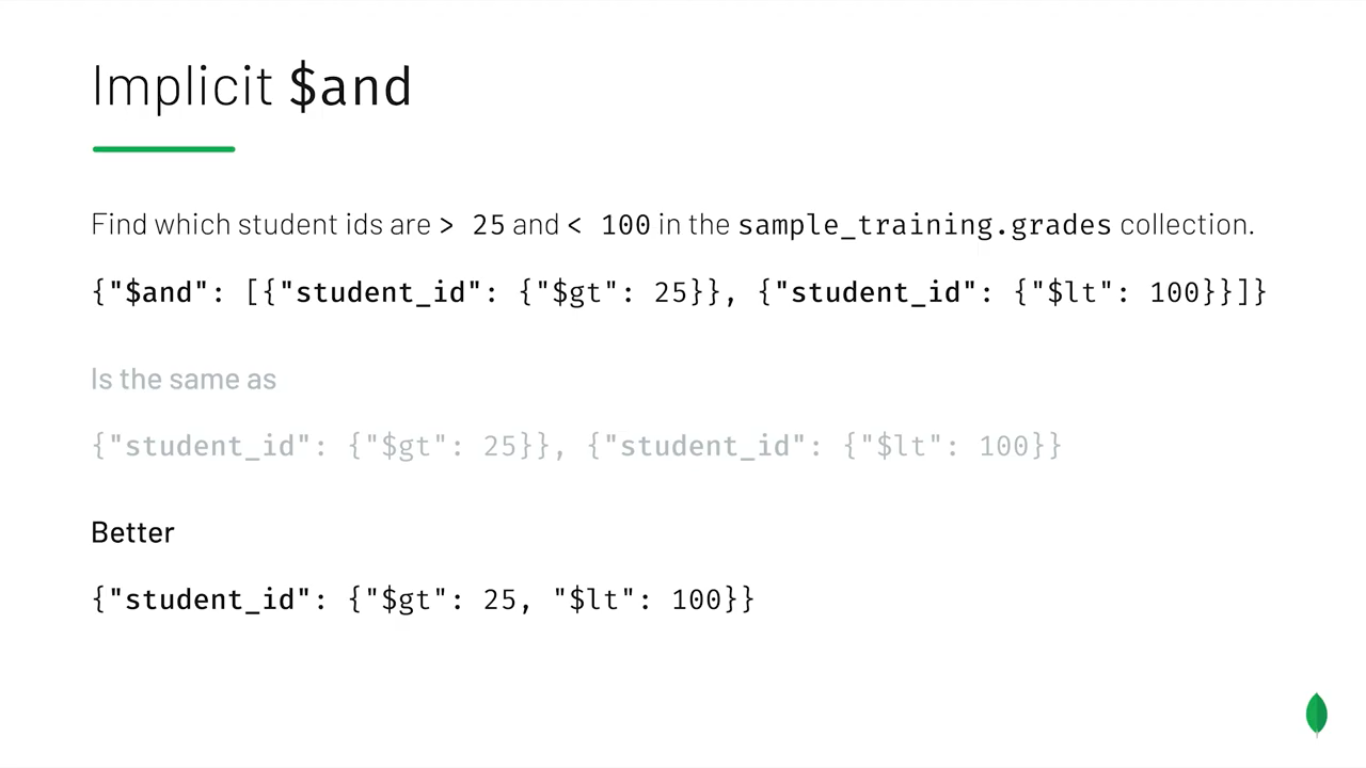 Implicit $and
Find which student ids are > 25 and < 100 in the sample_training.grades collection.
{"$and": [{"student_id": {"$gt": 25}}, {"student_id": {"$lt": 100}}]}
Is the same as
{"student_id": {"$gt": 25}}, {"student_id": {"$lt": 100}}
Better
{"student_id": {"$gt": 25, "$lt": 100}}